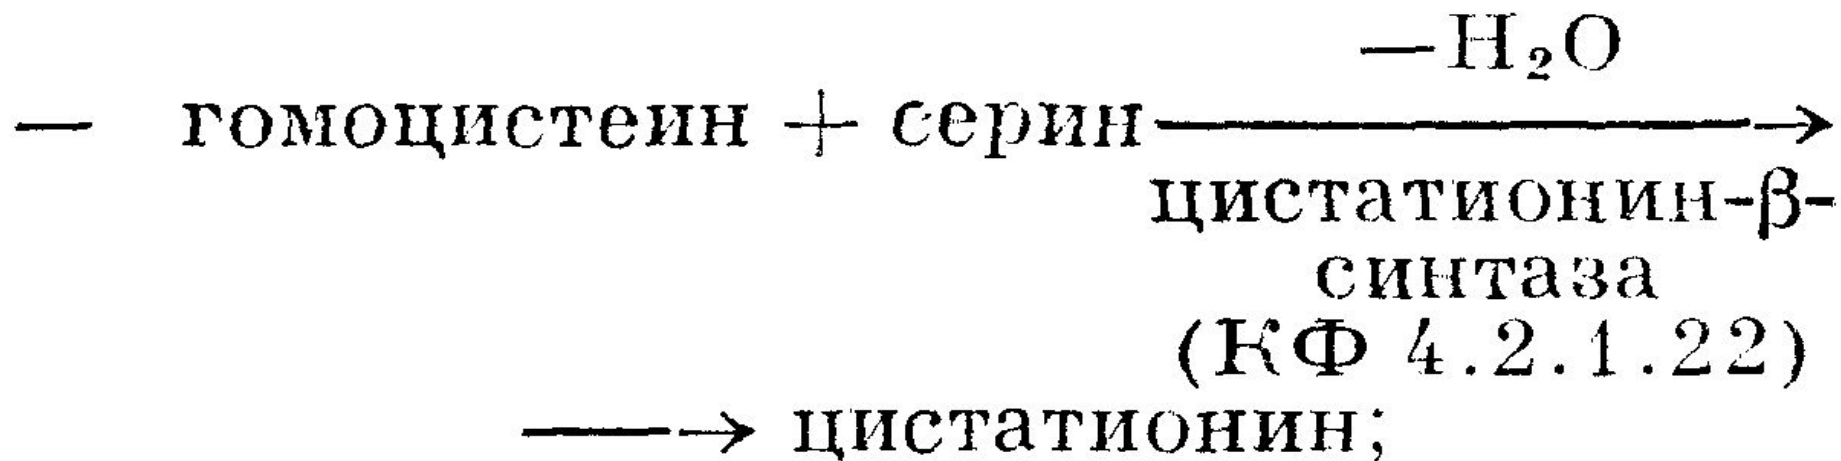 —H₂O
— гомоцистеин + серин⟶
цистатионин-β-
синтаза
(КФ 4.2.1.22)
⟶ цистатионин;